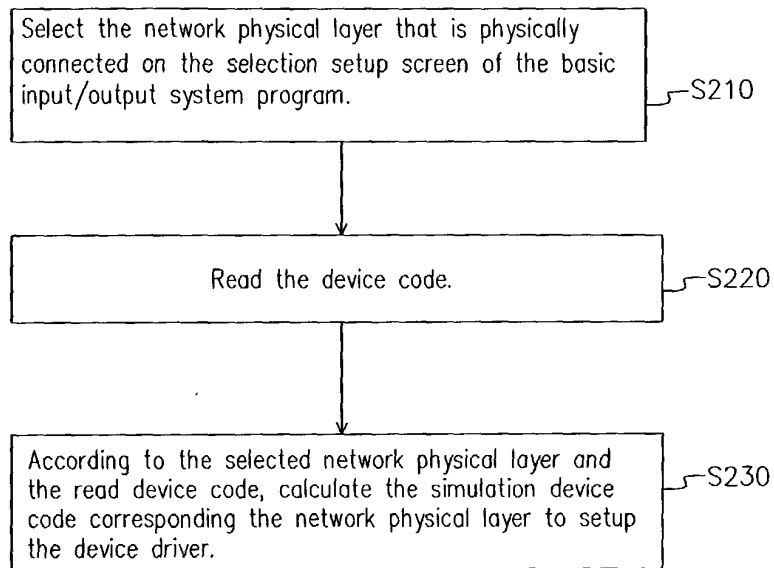 Select the network physical layer that is physically
connected on the selection setup screen of the basic
input/output system program.
S210
Read the device code.
S220
According to the selected network physical layer and
the read device code, calculate the simulation device
code corresponding the network physical layer to setup
the device driver.
S230